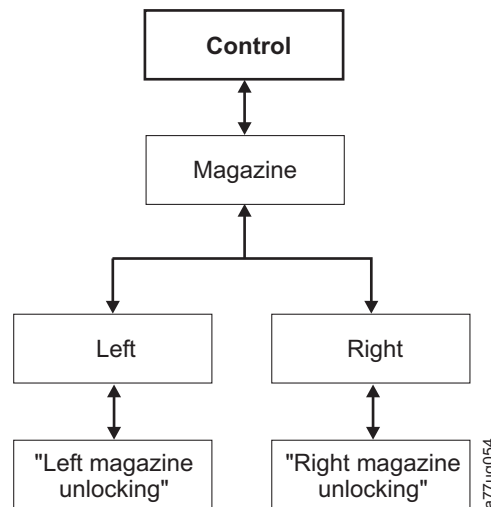 Control
Magazine
Left
Right
"Left magazine
unlocking"
"Right magazine
unlocking"
a77ug054